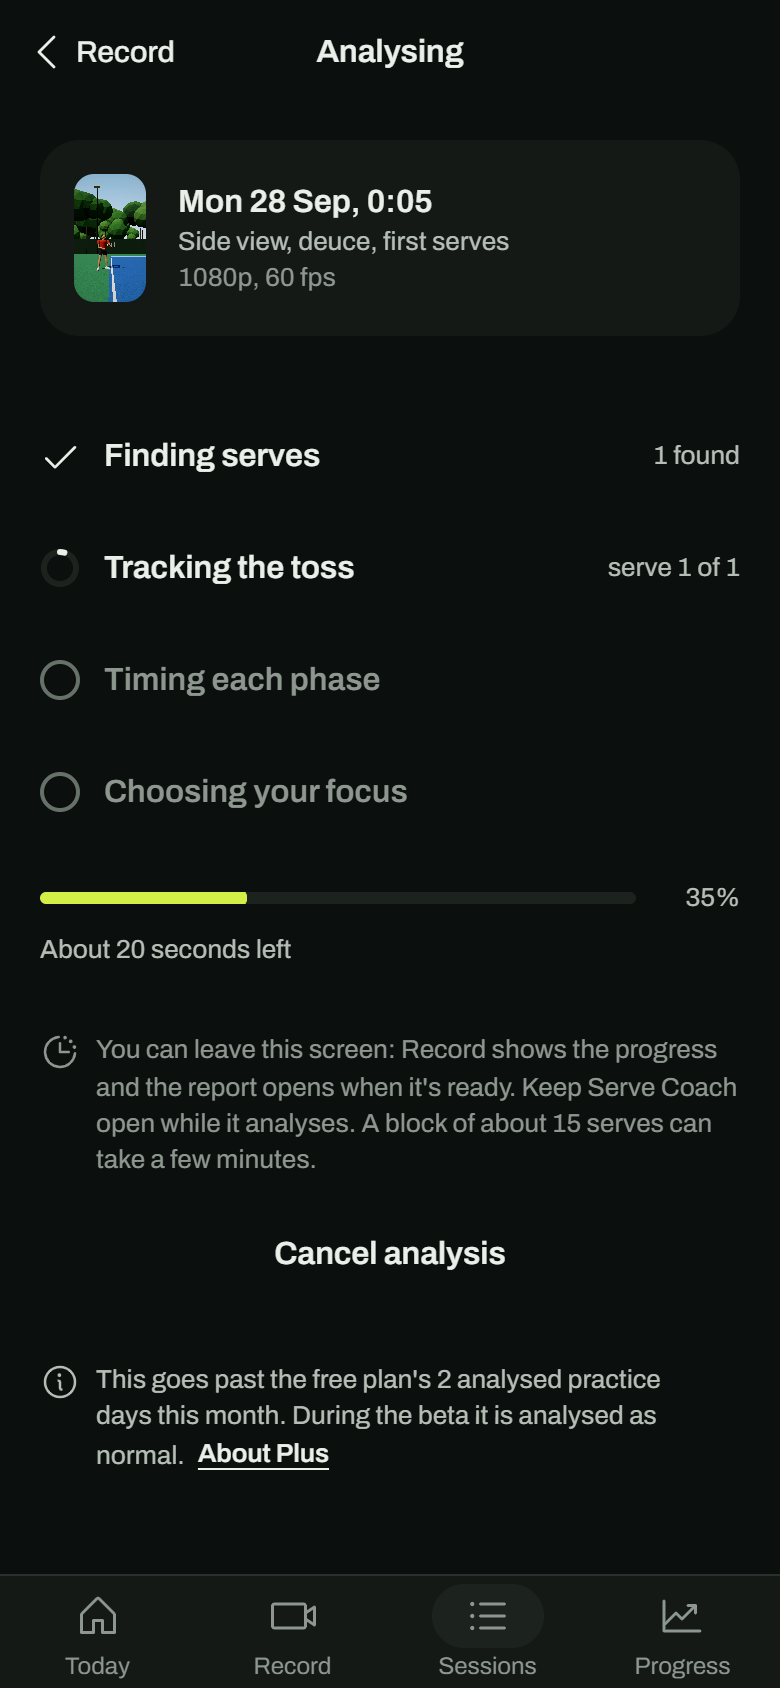 Record
Analysing
Mon 28 Sep, 0:05
Side view, deuce, first serves
1080p, 60 fps
Finding serves
1 found
Tracking the toss
serve 1 of 1
Timing each phase
Choosing your focus
35%
About 20 seconds left
You can leave this screen: Record shows the progress
and the report opens when it's ready. Keep Serve Coach
open while it analyses. A block of about 15 serves can
take a few minutes.
Cancel analysis
This goes past the free plan's 2 analysed practice
days this month. During the beta it is analysed as
normal. About Plus
Today
Record
Sessions
Progress